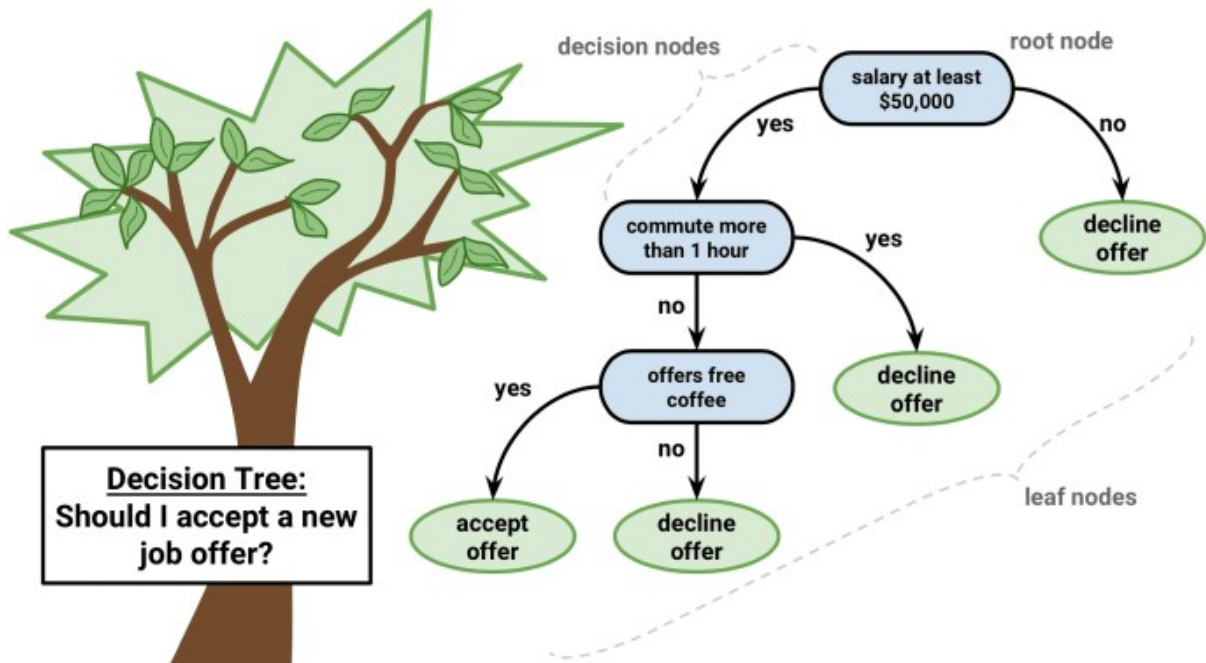 decision nodes
root node
salary at least
$50,000
yes
no
commute more
than 1 hour
yes
decline
offer
no
offers free
coffee
decline
offer
yes
no
leaf nodes
accept
offer
decline
offer
Decision Tree:
Should I accept a new
job offer?